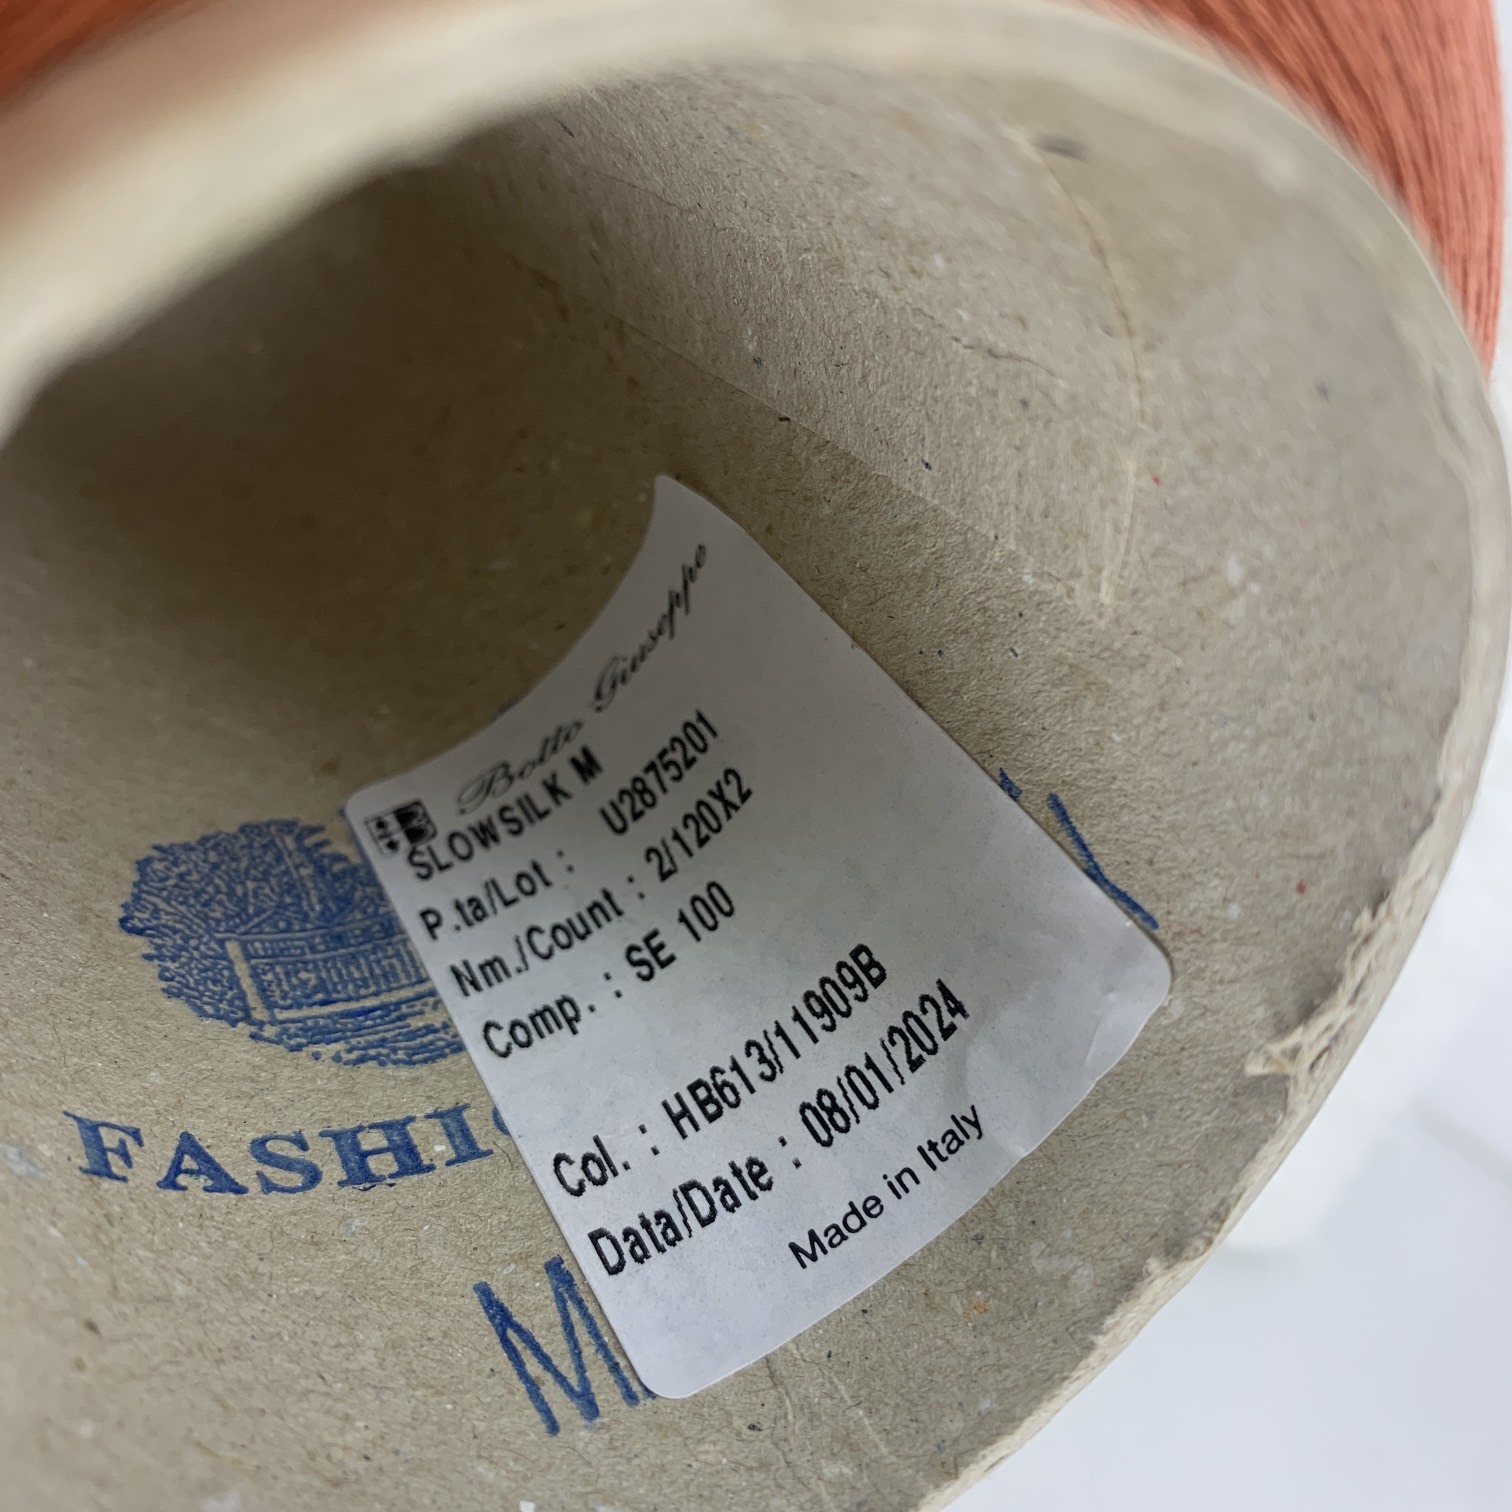 Botto Giuseppe
SLOWSILK M
P.ta/Lot : U2875201
Nm./Count : 2/120X2
Comp. : SE 100
Col. : HB613/11909B
Data/Date : 08/01/2024
Made in Italy